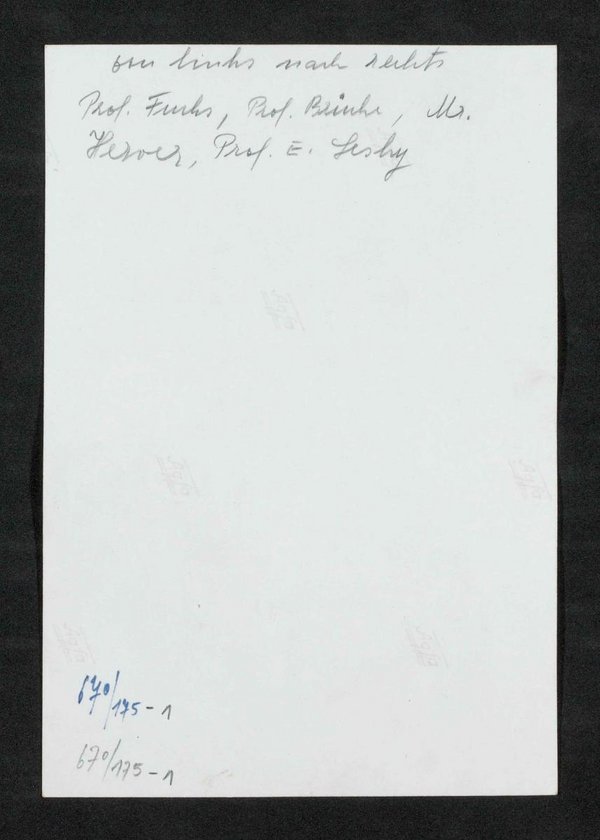 von links nach rechts
Prof. Fuchs, Prof. Brinke, Mr.
Herver, Prof. E. Lesky
670/175-1
670/175-1